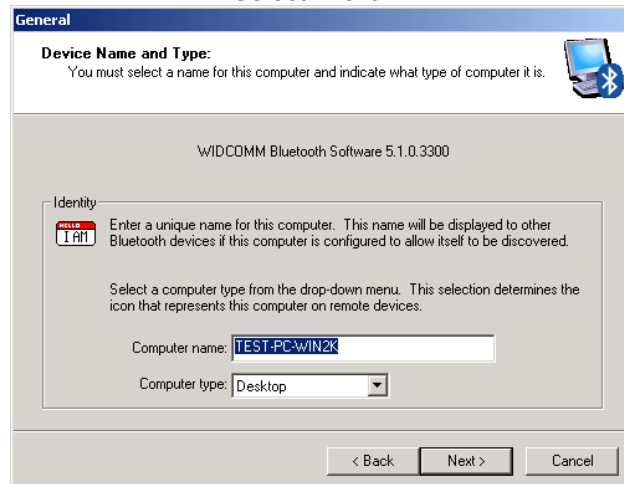 General
Device Name and Type:
You must select a name for this computer and indicate what type of computer it is.
WIDCOMM Bluetooth Software 5.1.0.3300
Identity
HELLO
I AM
Enter a unique name for this computer. This name will be displayed to other
Bluetooth devices if this computer is configured to allow itself to be discovered.
Select a computer type from the drop-down menu. This selection determines the
icon that represents this computer on remote devices.
Computer name: TEST-PC-WIN2K
Computer type: Desktop
< Back Next > Cancel